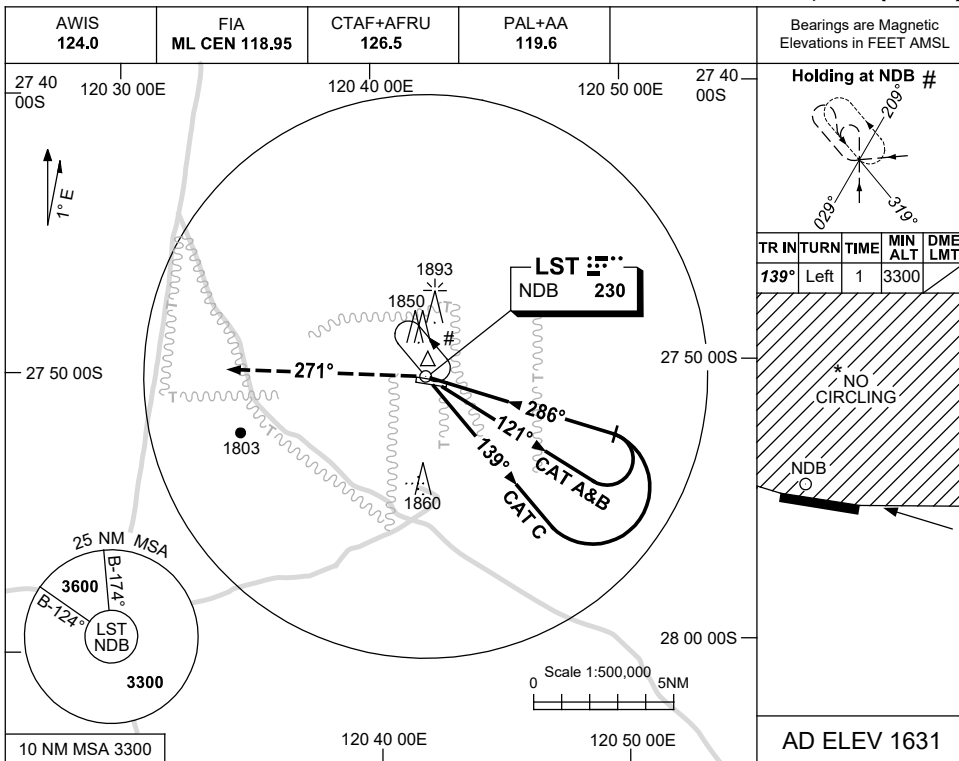 AWIS
124.0
FIA
ML CEN 118.95
CTAF+AFRU
126.5
PAL+AA
119.6
Bearings are Magnetic
Elevations in FEET AMSL
27 40
00S
120 30 00E
120 40 00E
120 50 00E
27 40
00S
1° E
Holding at NDB #
209°
029°
319°
TR IN TURN TIME MIN ALT DME LMT
139° Left 1 3300
1893
1850
#
LST
NDB 230
271°
27 50 00S
27 50 00S
286°
121°
CAT A&B
139°
CAT C
1803
1860
T
T
T
T
T
T
* NO
CIRCLING
NDB
25 NM MSA
3600
B-174°
B-124°
LST
NDB
3300
28 00 00S
Scale 1:500,000
0 5NM
10 NM MSA 3300
120 40 00E
120 50 00E
AD ELEV 1631